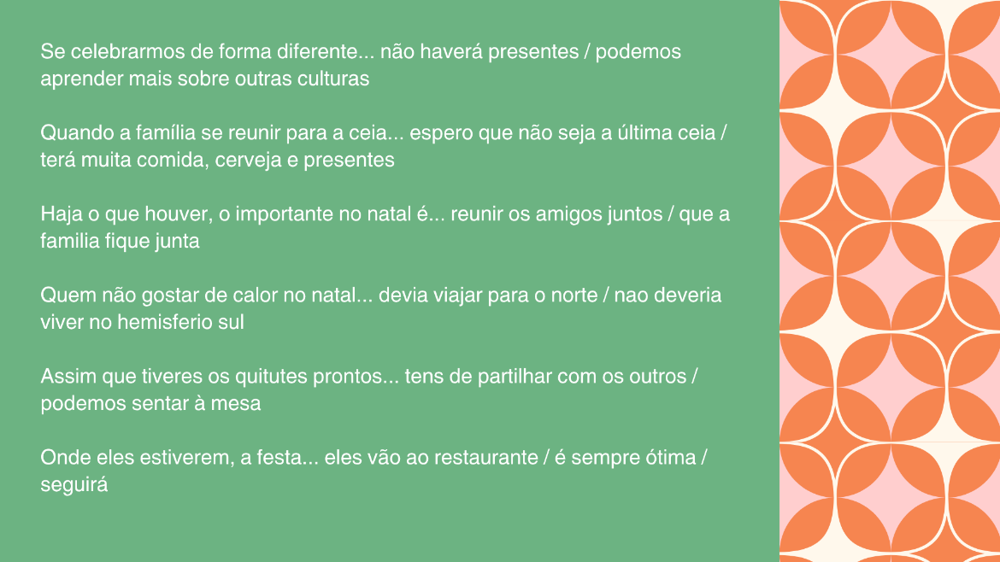 Se celebrarmos de forma diferente... não haverá presentes / podemos
aprender mais sobre outras culturas
Quando a família se reunir para a ceia... espero que não seja a última ceia /
terá muita comida, cerveja e presentes
Haja o que houver, o importante no natal é... reunir os amigos juntos / que a
familia fique junta
Quem não gostar de calor no natal... devia viajar para o norte / nao deveria
viver no hemisferio sul
Assim que tiveres os quitutes prontos... tens de partilhar com os outros /
podemos sentar à mesa
Onde eles estiverem, a festa... eles vão ao restaurante / é sempre ótima /
seguirá